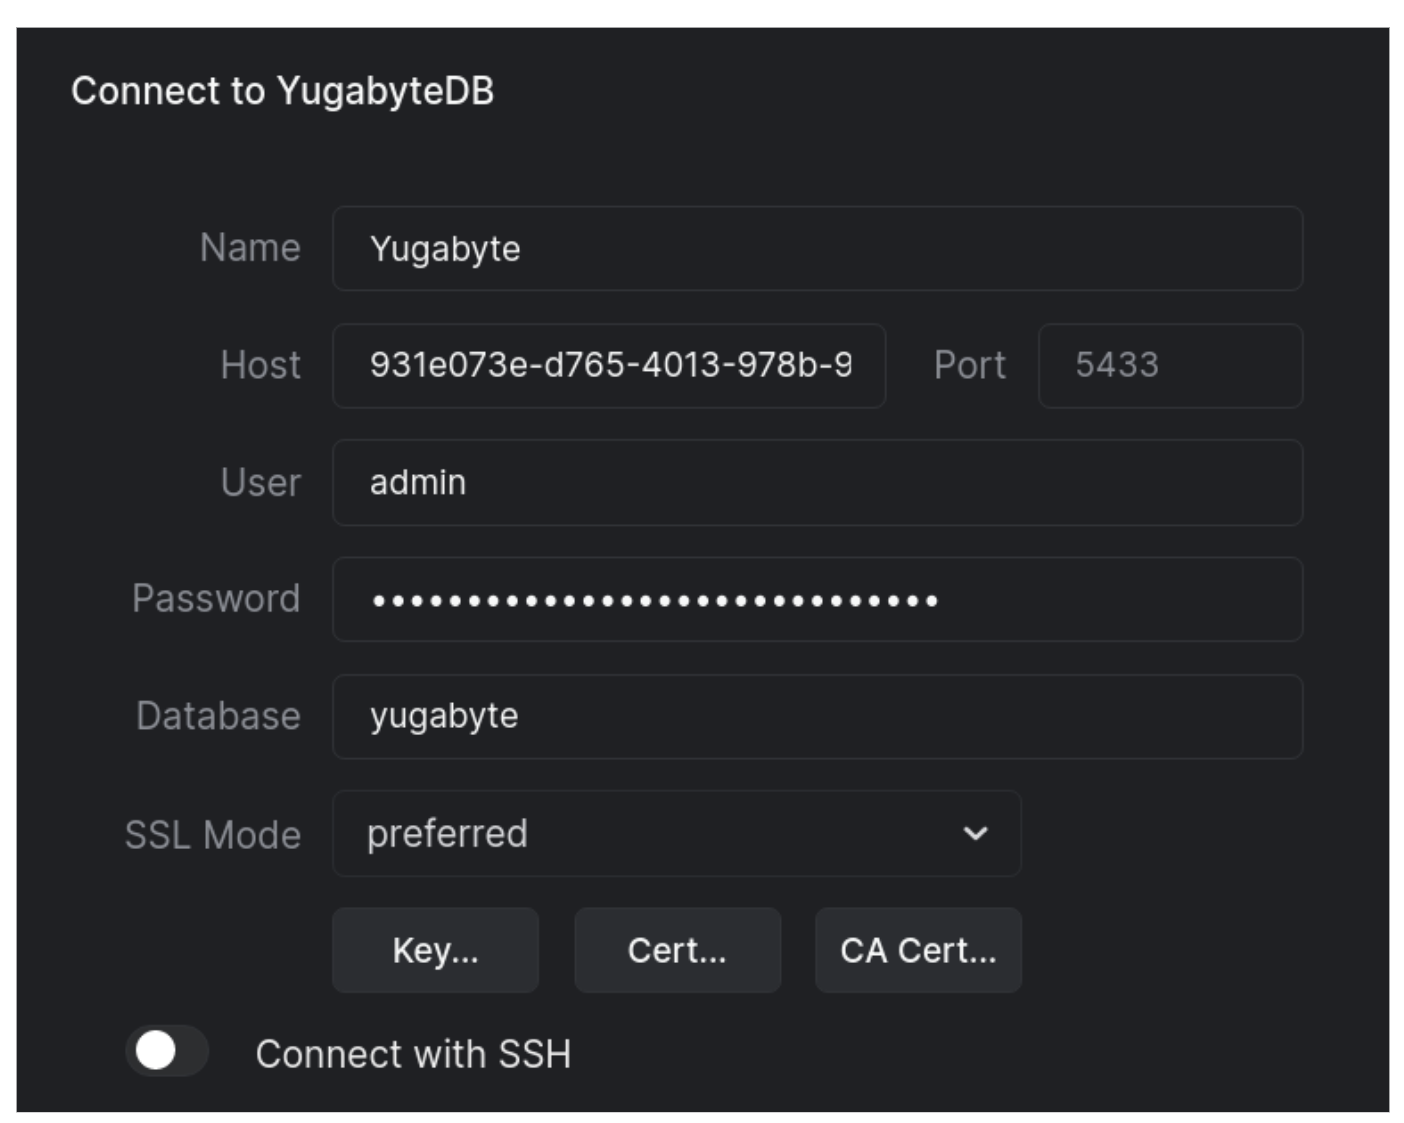 Connect to YugabyteDB
Name Yugabyte
Host 931e073e-d765-4013-978b-9 Port 5433
User admin
Password ••••••••••••••••••••••••••••••
Database yugabyte
SSL Mode preferred
Key... Cert... CA Cert...
Connect with SSH